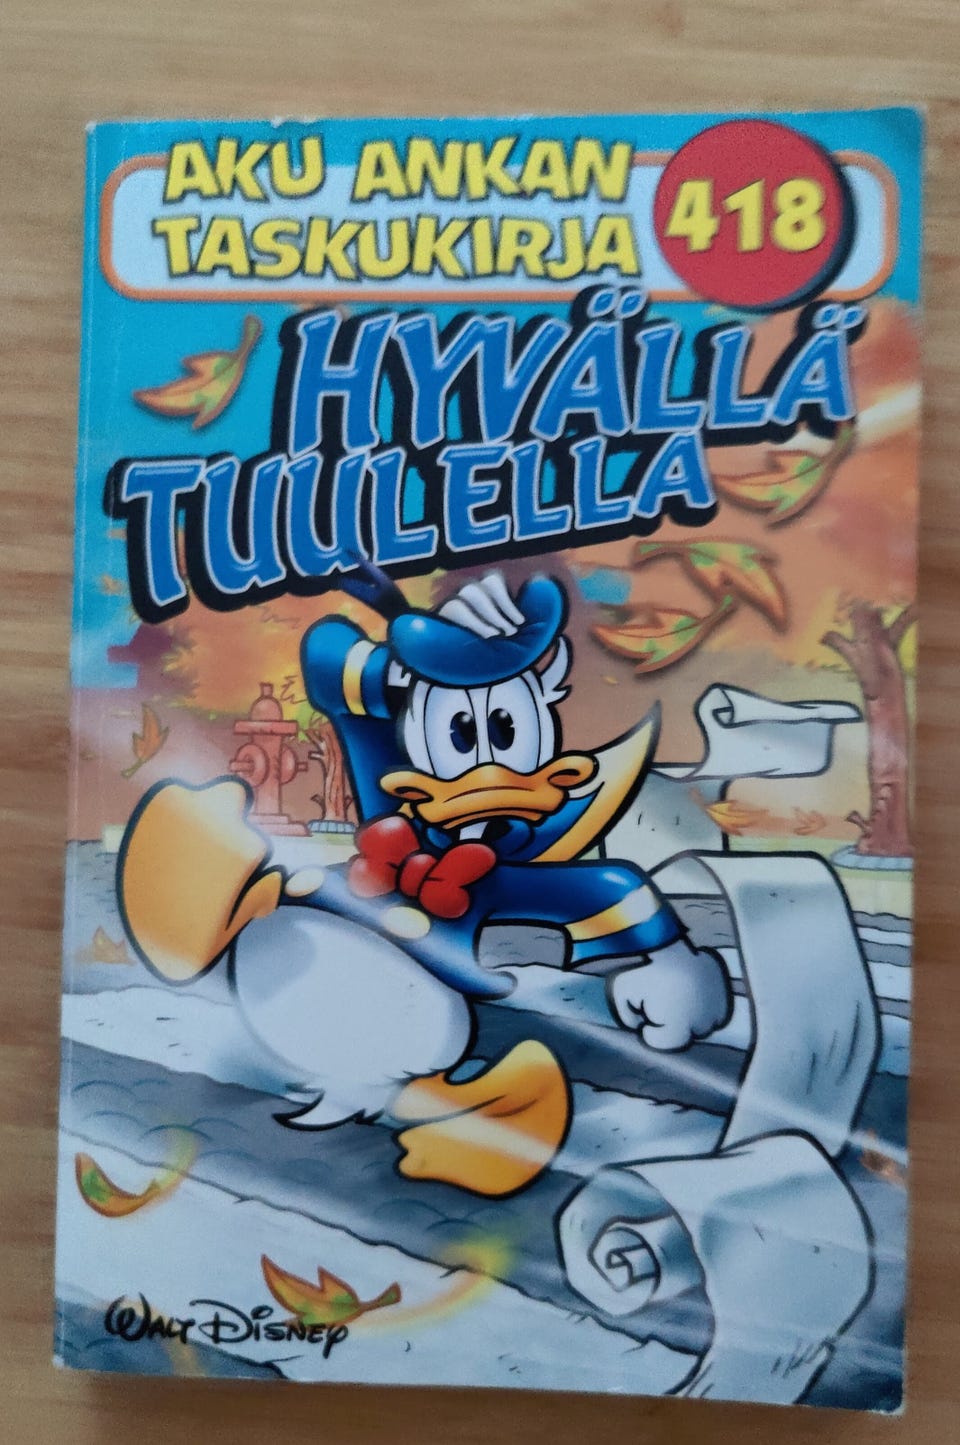 AKU ANKAN
TASKUKIRJA
418
HYVÄLLÄ
TUULELLA
WALT DISNEY